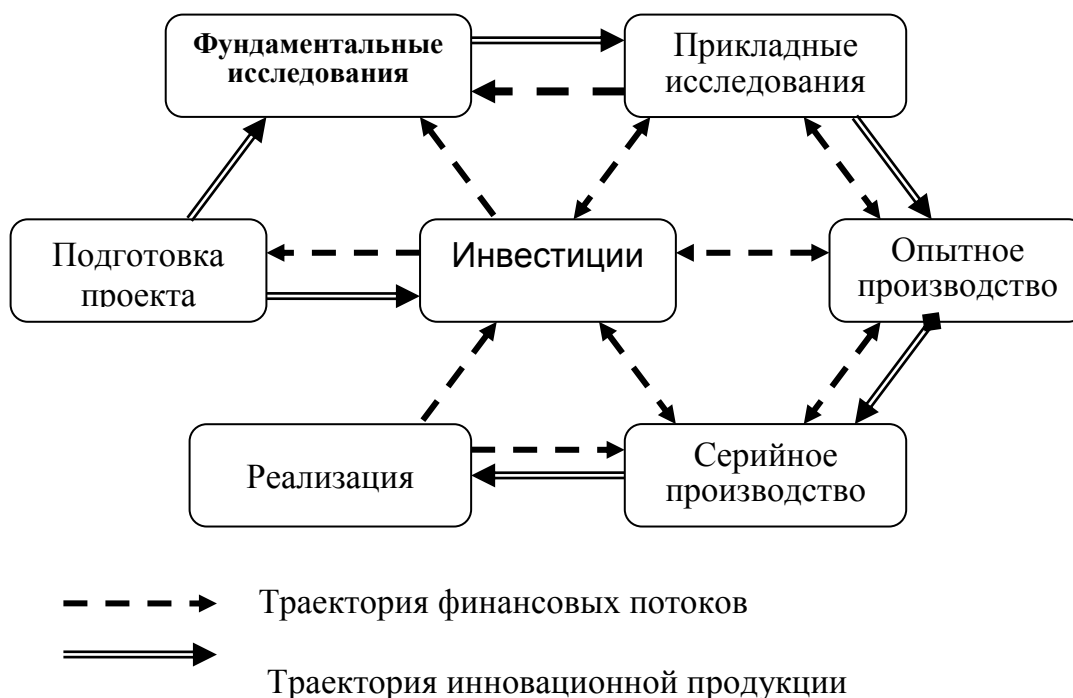 Фундаментальные
исследования
Прикладные
исследования
Подготовка
проекта
Инвестиции
Опытное
производство
Реализация
Серийное
производство
Траектория финансовых потоков
Траектория инновационной продукции